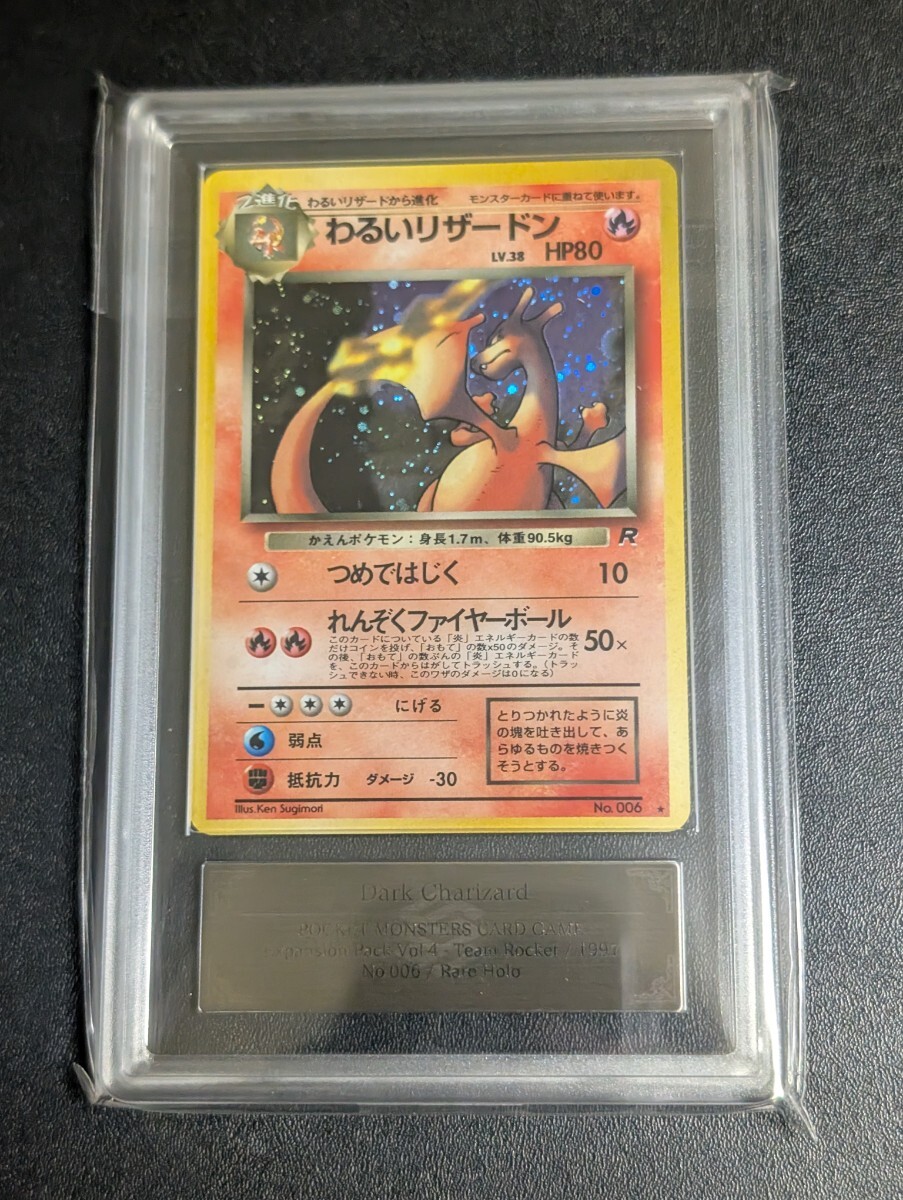 2進化
わるいリザードから進化 モンスターカードに重ねて使います。
わるいリザードン
LV.38 HP80
かえんポケモン：身長1.7m、体重90.5kg
R
つめではじく 10
れんぞくファイヤーボール
このカードについている「炎」エネルギーカードの数
だけコインを投げ、「おもて」の数×50のダメージ。そ
の後、「おもて」の数ぶんの「炎」エネルギーカード
を、このカードからはがしてトラッシュする。（トラッ
シュできない時、このワザのダメージは0になる）
50×
− にげる
弱点
抵抗力 ダメージ -30
とりつかれたように炎
の塊を吐き出して、あ
らゆるものを焼きつく
そうとする。
Illus.Ken Sugimori
No.006 ★
Dark Charizard
POCKET MONSTERS CARD GAME
Expansion Pack Vol 4 - Team Rocker / 1997
No 006 / Rare Holo